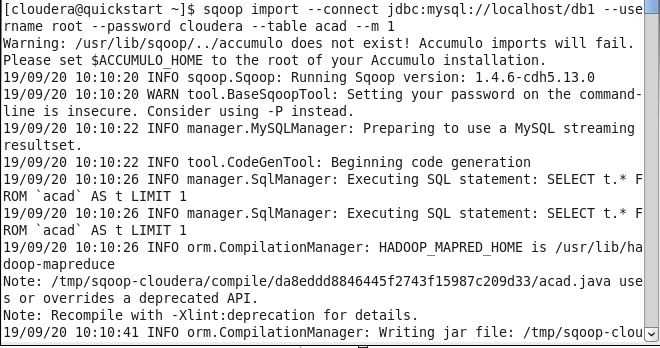 [cloudera@quickstart ~]$ sqoop import --connect jdbc:mysql://localhost/db1 --use
rname root --password cloudera --table acad --m 1
Warning: /usr/lib/sqoop/../accumulo does not exist! Accumulo imports will fail.
Please set $ACCUMULO_HOME to the root of your Accumulo installation.
19/09/20 10:10:20 INFO sqoop.Sqoop: Running Sqoop version: 1.4.6-cdh5.13.0
19/09/20 10:10:20 WARN tool.BaseSqoopTool: Setting your password on the command-
line is insecure. Consider using -P instead.
19/09/20 10:10:22 INFO manager.MySQLManager: Preparing to use a MySQL streaming
resultset.
19/09/20 10:10:22 INFO tool.CodeGenTool: Beginning code generation
19/09/20 10:10:26 INFO manager.SqlManager: Executing SQL statement: SELECT t.* F
ROM `acad` AS t LIMIT 1
19/09/20 10:10:26 INFO manager.SqlManager: Executing SQL statement: SELECT t.* F
ROM `acad` AS t LIMIT 1
19/09/20 10:10:26 INFO orm.CompilationManager: HADOOP_MAPRED_HOME is /usr/lib/ha
doop-mapreduce
Note: /tmp/sqoop-cloudera/compile/da8eddd8846445f2743f15987c209d33/acad.java use
s or overrides a deprecated API.
Note: Recompile with -Xlint:deprecation for details.
19/09/20 10:10:41 INFO orm.CompilationManager: Writing jar file: /tmp/sqoop-clou